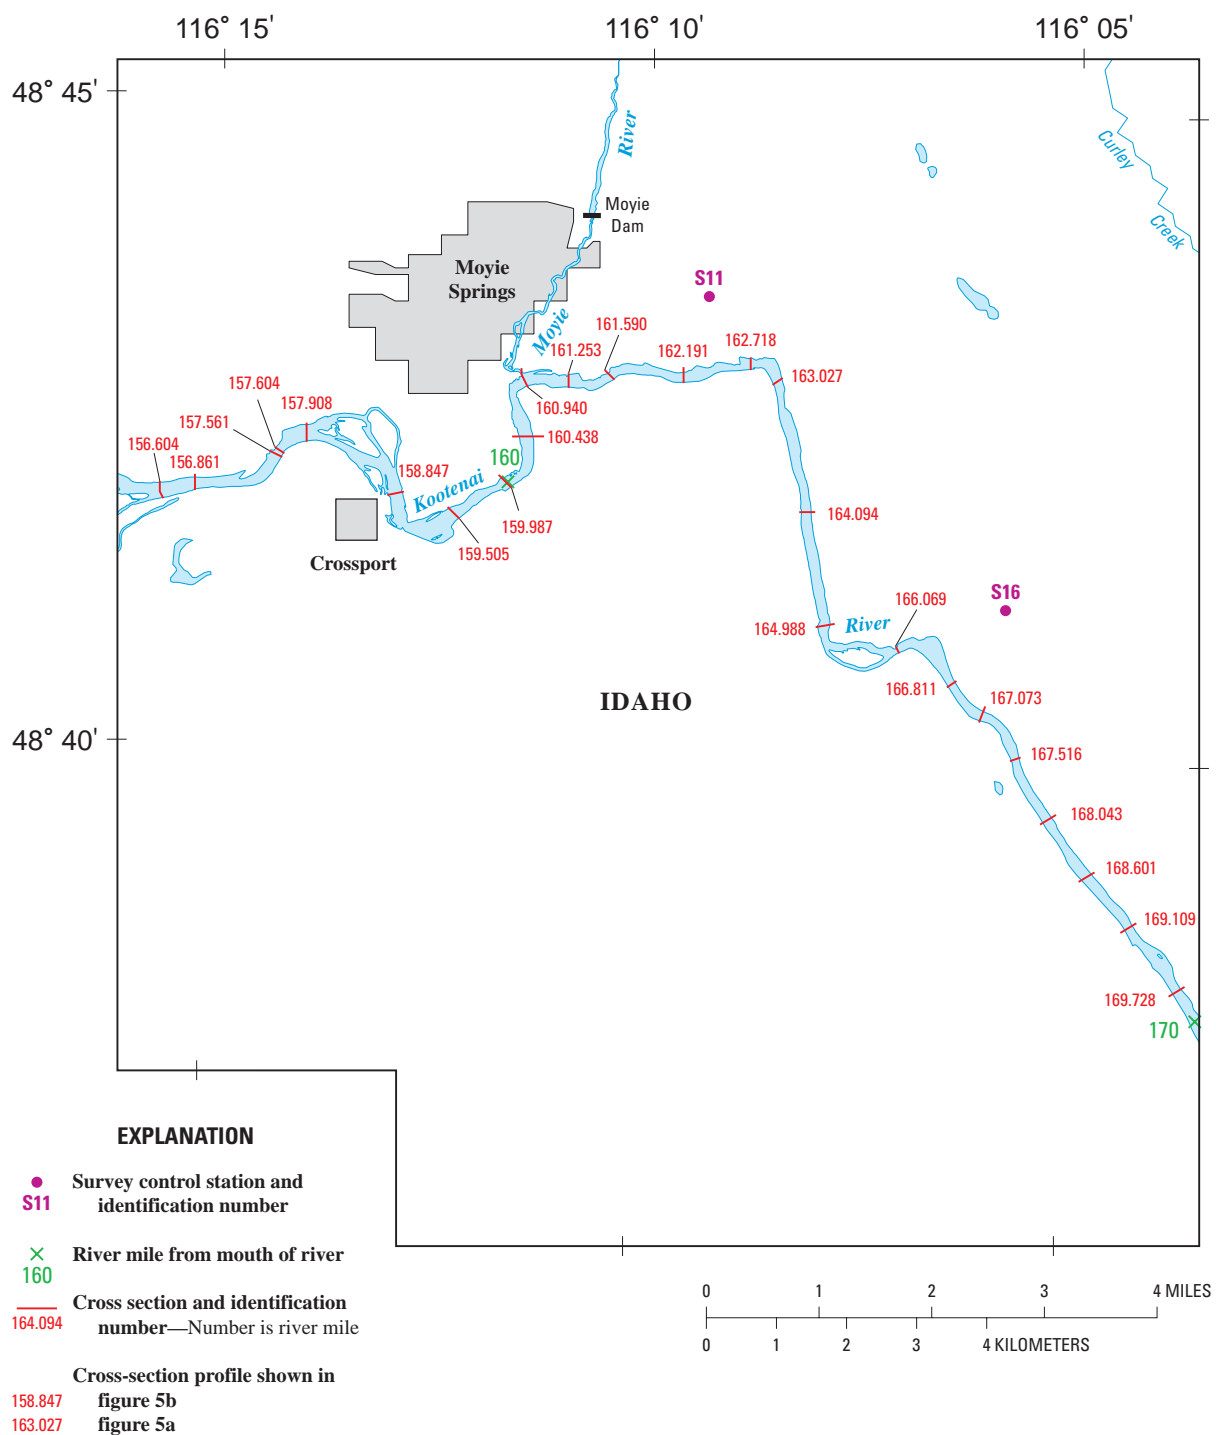 116° 15'
116° 10'
116° 05'
48° 45'
River
Curley
Creek
Moyie
Dam
Moyie
Springs
S11
Moyie
161.590
161.253
162.191
162.718
163.027
157.604
157.908
160.940
157.561
156.604
156.861
160.438
160
158.847
Kootenai
159.987
159.505
164.094
Crossport
S16
166.069
164.988
River
166.811
167.073
IDAHO
48° 40'
167.516
168.043
168.601
169.109
169.728
170
EXPLANATION
S11
Survey control station and
identification number
160
River mile from mouth of river
164.094
Cross section and identification
number—Number is river mile
Cross-section profile shown in
158.847 figure 5b
163.027 figure 5a
0 1 2 3 4 MILES
0 1 2 3 4 KILOMETERS